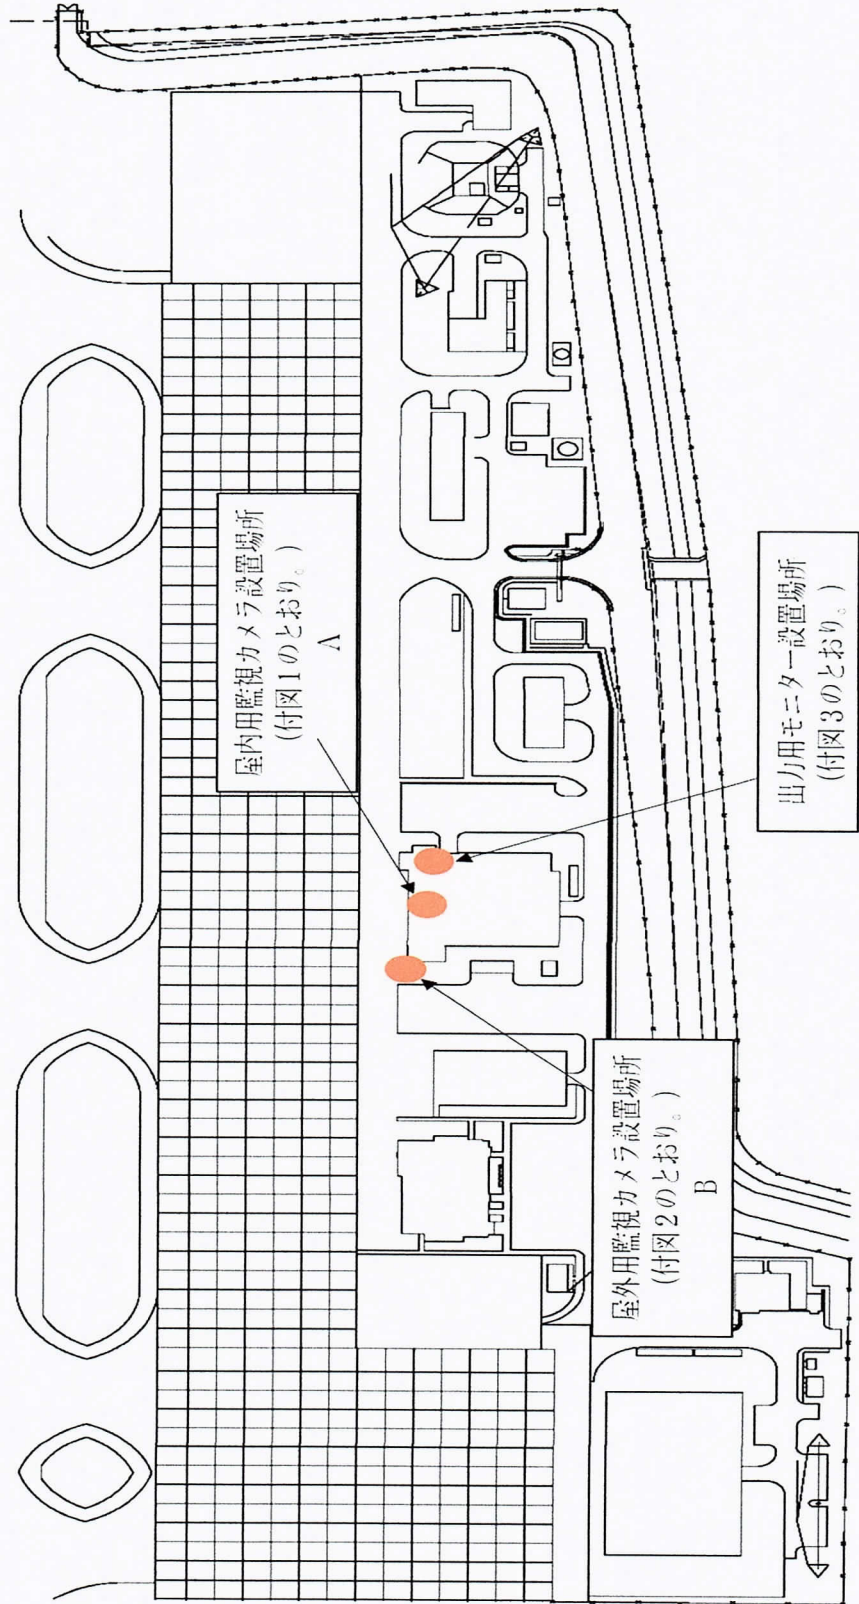 屋内用監視カメラ設置場所
(付図1のとおり。)
A
屋外用監視カメラ設置場所
(付図2のとおり。)
B
出力用モニター設置場所
(付図3のとおり。)